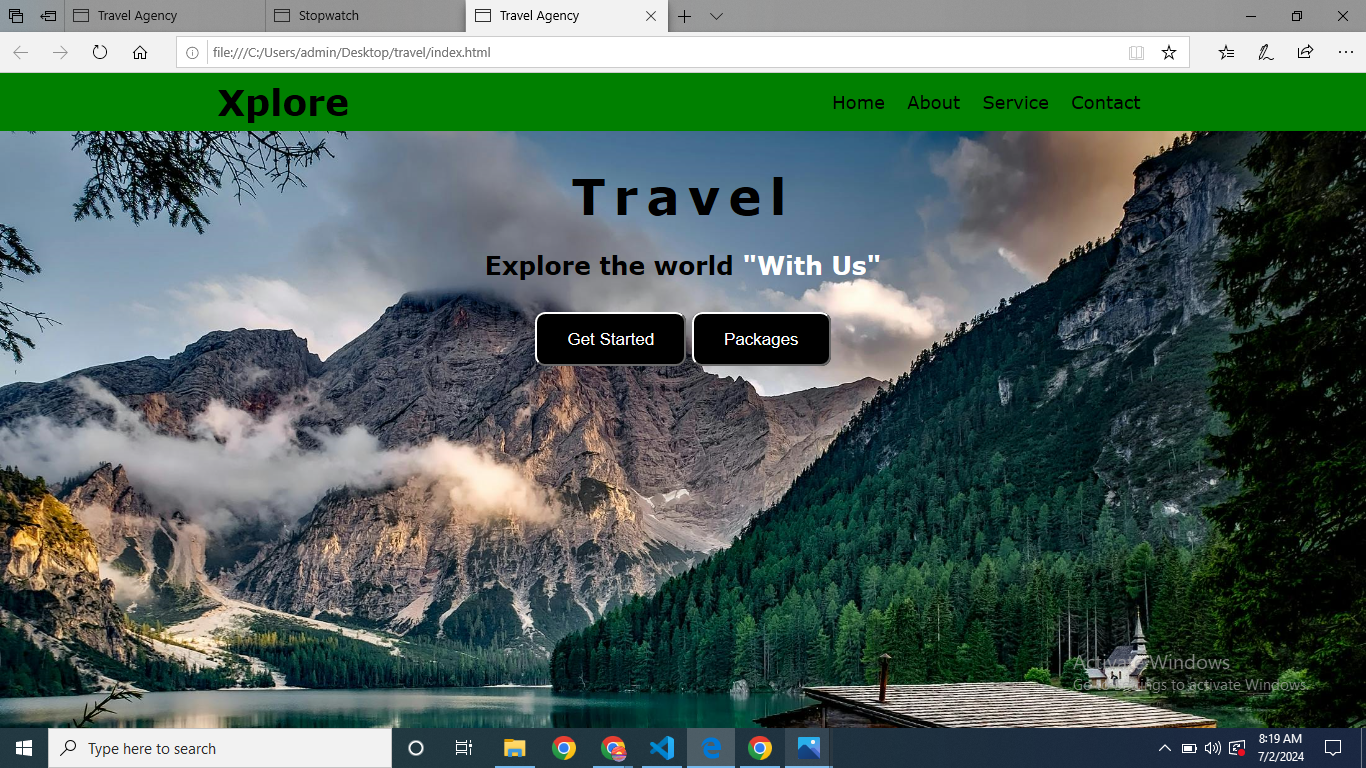 Travel Agency
Stopwatch
Travel Agency
file:///C:/Users/admin/Desktop/travel/index.html
Xplore
Home About Service Contact
Travel
Explore the world "With Us"
Get Started Packages
Activate Windows
Go to Settings to activate Windows.
Type here to search
8:19 AM
7/2/2024